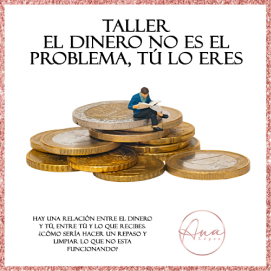 TALLER
EL DINERO NO ES EL
PROBLEMA, TÚ LO ERES
HAY UNA RELACIÓN ENTRE EL DINERO
Y TÚ, ENTRE TÚ Y LO QUE RECIBES.
¿CÓMO SERÍA HACER UN REPASO Y
LIMPIAR LO QUE NO ESTA
FUNCIONANDO?
Ana